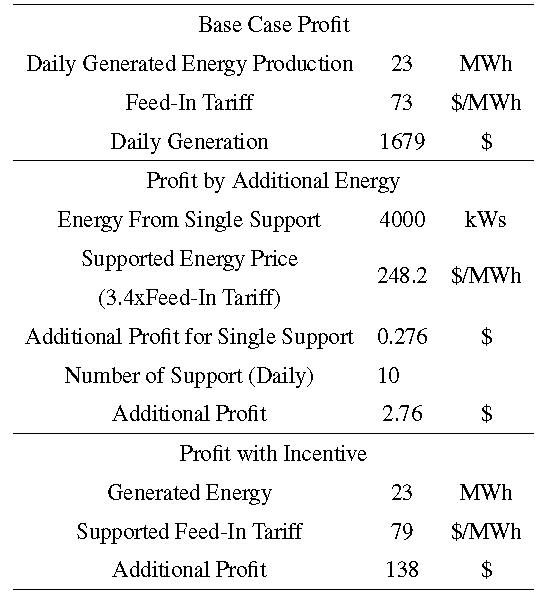 Base Case Profit
Daily Generated Energy Production 23 MWh
Feed-In Tariff 73 $/MWh
Daily Generation 1679 $
Profit by Additional Energy
Energy From Single Support 4000 kWs
Supported Energy Price
(3.4xFeed-In Tariff) 248.2 $/MWh
Additional Profit for Single Support 0.276 $
Number of Support (Daily) 10
Additional Profit 2.76 $
Profit with Incentive
Generated Energy 23 MWh
Supported Feed-In Tariff 79 $/MWh
Additional Profit 138 $